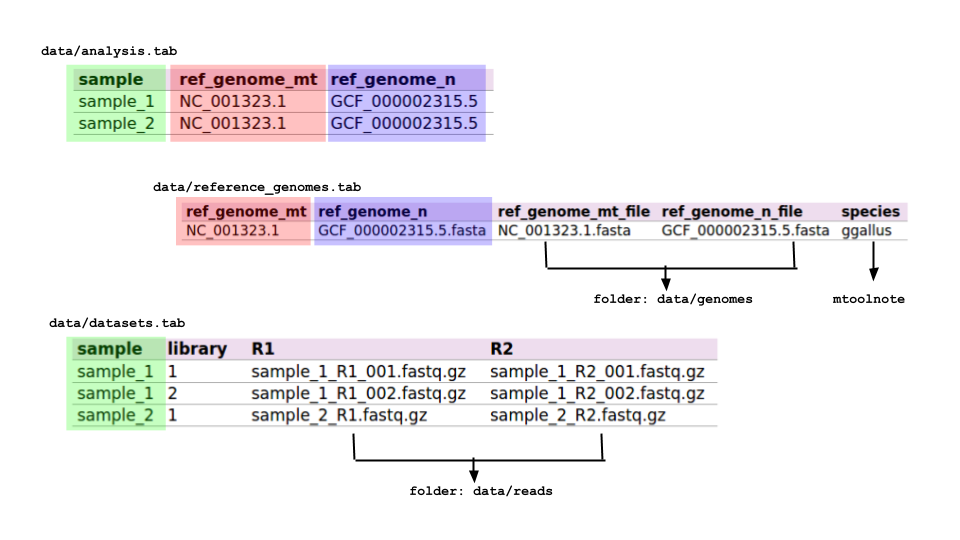 data/analysis.tab
sample ref_genome_mt ref_genome_n
sample_1 NC_001323.1 GCF_000002315.5
sample_2 NC_001323.1 GCF_000002315.5
data/reference_genomes.tab
ref_genome_mt ref_genome_n ref_genome_mt_file ref_genome_n_file species
NC_001323.1 GCF_000002315.5.fasta NC_001323.1.fasta GCF_000002315.5.fasta ggallus
folder: data/genomes mtoolnote
data/datasets.tab
sample library R1 R2
sample_1 1 sample_1_R1_001.fastq.gz sample_1_R2_001.fastq.gz
sample_1 2 sample_1_R1_002.fastq.gz sample_1_R2_002.fastq.gz
sample_2 1 sample_2_R1.fastq.gz sample_2_R2.fastq.gz
folder: data/reads